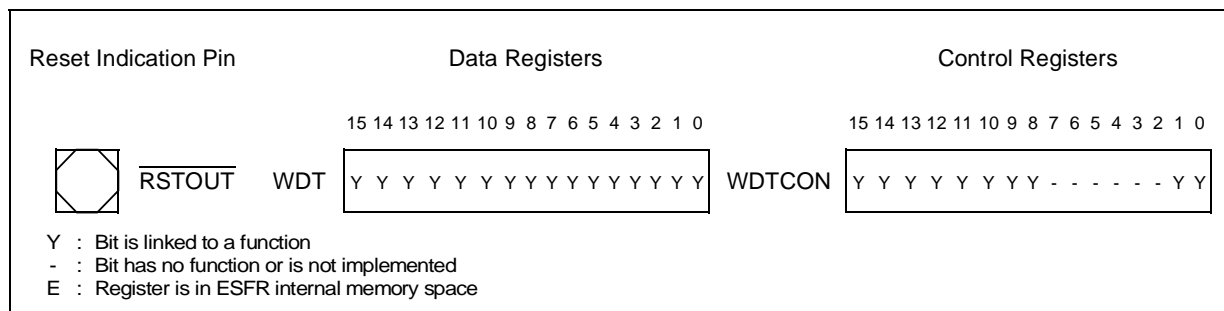 Reset Indication Pin Data Registers Control Registers
15 14 13 12 11 10 9 8 7 6 5 4 3 2 1 0 15 14 13 12 11 10 9 8 7 6 5 4 3 2 1 0
RSTOUT WDT Y Y Y Y Y Y Y Y Y Y Y Y Y Y Y Y WDTCON Y Y Y Y Y Y Y Y - - - - - - Y Y
Y : Bit is linked to a function
- : Bit has no function or is not implemented
E : Register is in ESFR internal memory space